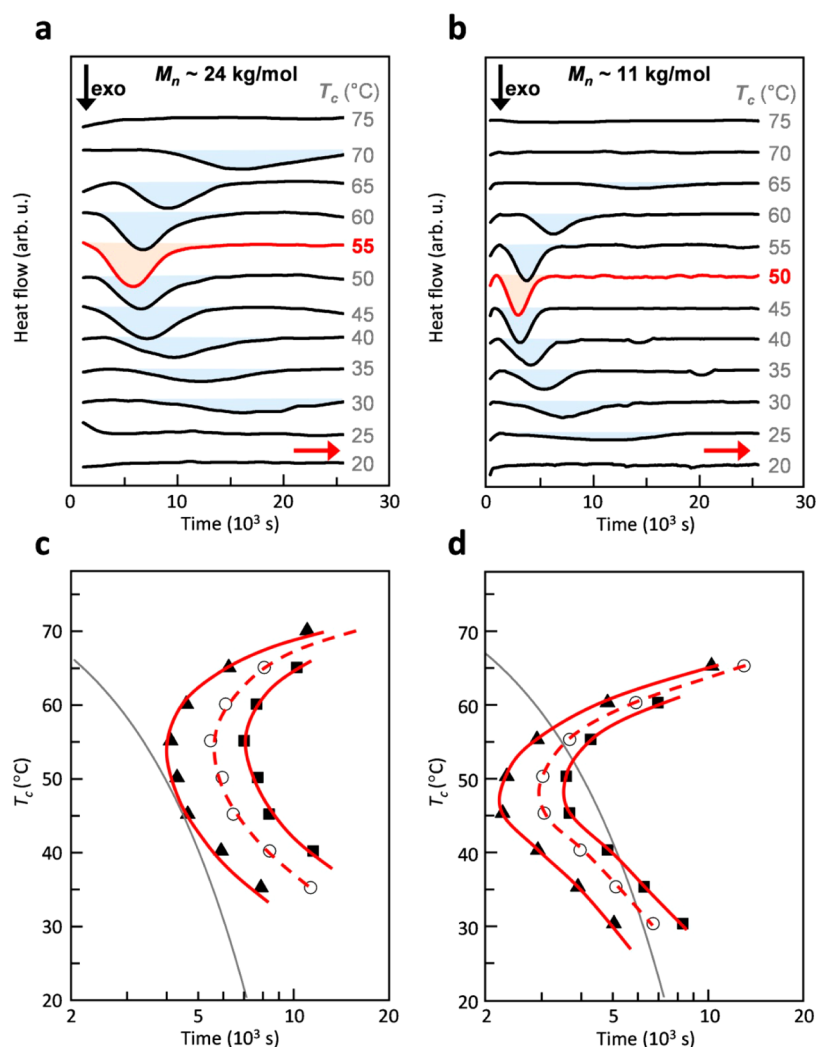 a
Mn ~ 24 kg/mol
exo
Tc (°C)
75
70
65
60
55
50
45
40
35
30
25
20
Heat flow (arb. u.)
0 10 20 30
Time (10³ s)
b
Mn ~ 11 kg/mol
exo
Tc (°C)
75
70
65
60
55
50
45
40
35
30
25
20
Heat flow (arb. u.)
0 10 20 30
Time (10³ s)
c
70
60
50
40
30
20
Tc (°C)
2 5 10 20
Time (10³ s)
d
70
60
50
40
30
20
Tc (°C)
2 3 5 10 20
Time (10³ s)